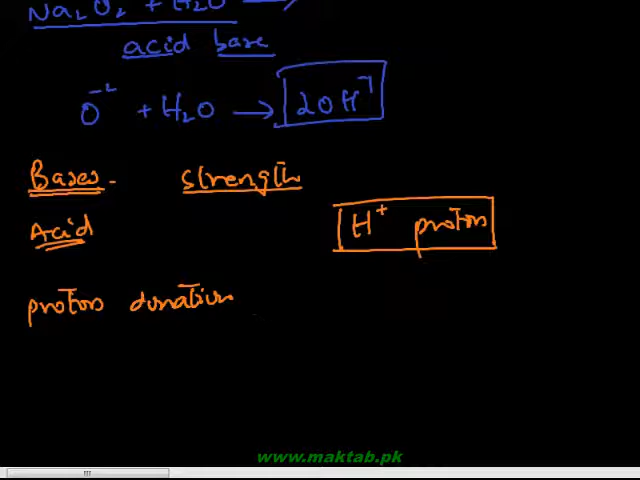 Na₂O₂ + H₂O →
acid base
O⁻² + H₂O → 2OH⁻
Bases - strength
Acid H⁺ proton
proton donation
www.maktab.pk